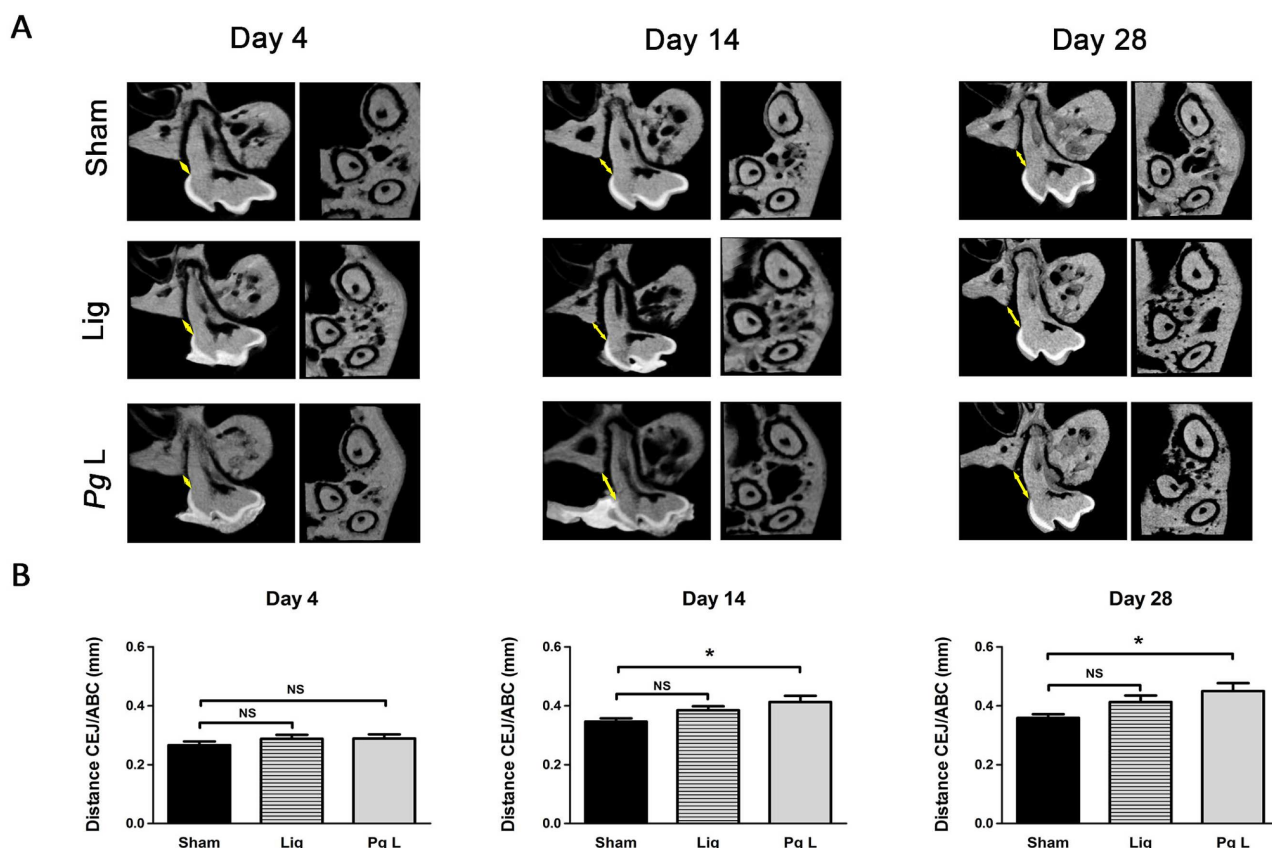 A
Day 4
Day 14
Day 28
Sham
Lig
Pg L
B
Day 4
Distance CEJ/ABC (mm)
0.6
0.4
0.2
0.0
NS
NS
Sham
Lig
Pg L
Day 14
Distance CEJ/ABC (mm)
0.6
0.4
0.2
0.0
*
NS
Sham
Lig
Pg L
Day 28
Distance CEJ/ABC (mm)
0.6
0.4
0.2
0.0
*
NS
Sham
Lig
Pg L